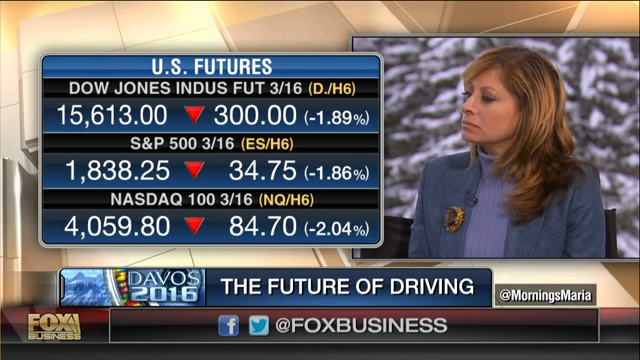 U.S. FUTURES
DOW JONES INDUS FUT 3/16 (D./H6)
15,613.00 ▼ 300.00 (-1.89%)
S&P 500 3/16 (ES/H6)
1,838.25 ▼ 34.75 (-1.86%)
NASDAQ 100 3/16 (NQ/H6)
4,059.80 ▼ 84.70 (-2.04%)
DAVOS
2016
THE FUTURE OF DRIVING
@MorningsMaria
FOX
BUSINESS
@FOXBUSINESS